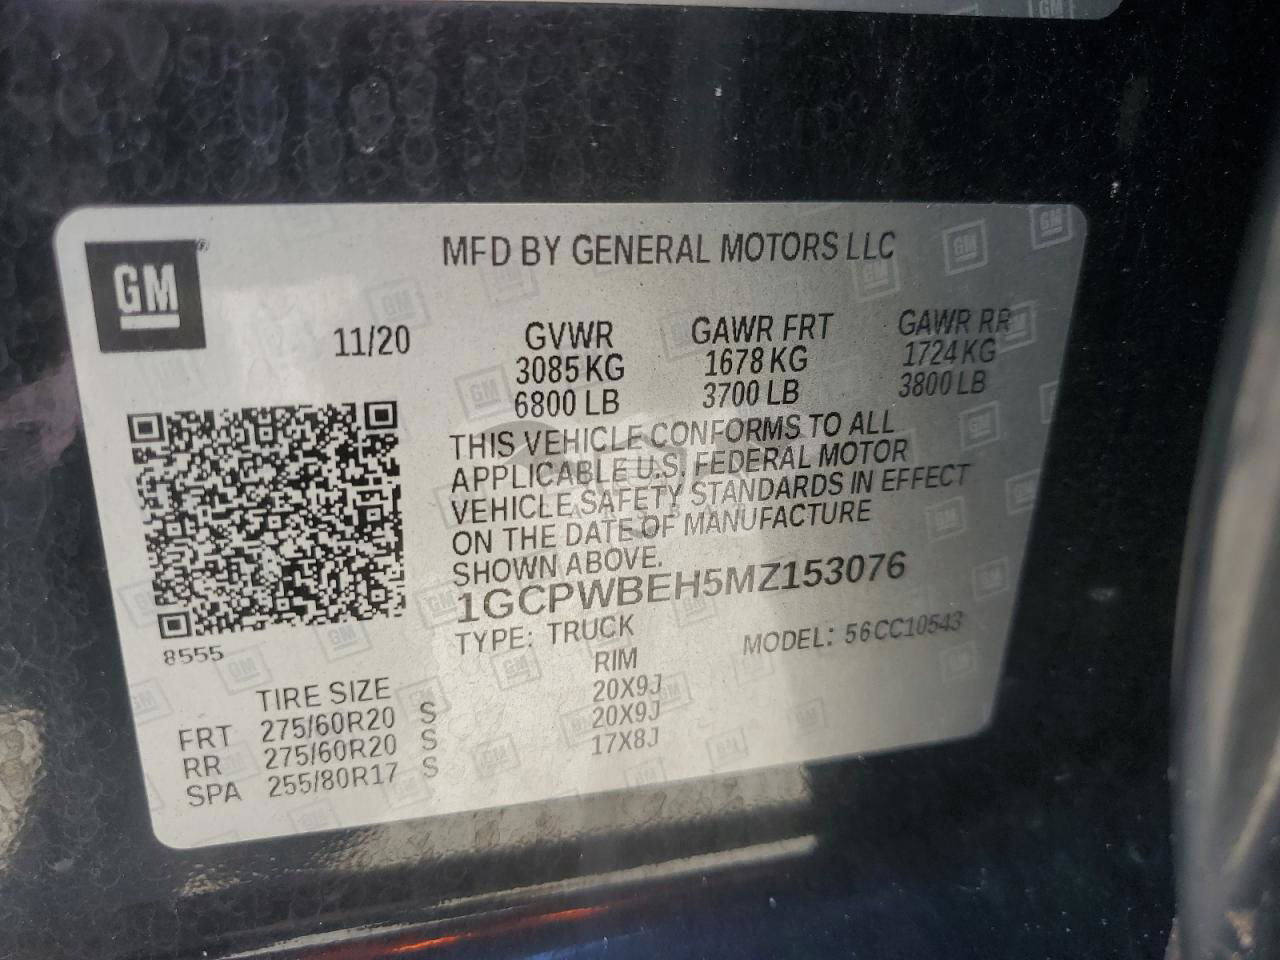 GM
MFD BY GENERAL MOTORS LLC
11/20
GVWR GAWR FRT GAWR RR
3085 KG 1678 KG 1724 KG
6800 LB 3700 LB 3800 LB
THIS VEHICLE CONFORMS TO ALL
APPLICABLE U.S. FEDERAL MOTOR
VEHICLE SAFETY STANDARDS IN EFFECT
ON THE DATE OF MANUFACTURE
SHOWN ABOVE.
1GCPWBEH5MZ153076
TYPE: TRUCK MODEL: 56CC10543
8555
TIRE SIZE RIM
FRT 275/60R20 S 20X9J
RR 275/60R20 S 20X9J
SPA 255/80R17 S 17X8J